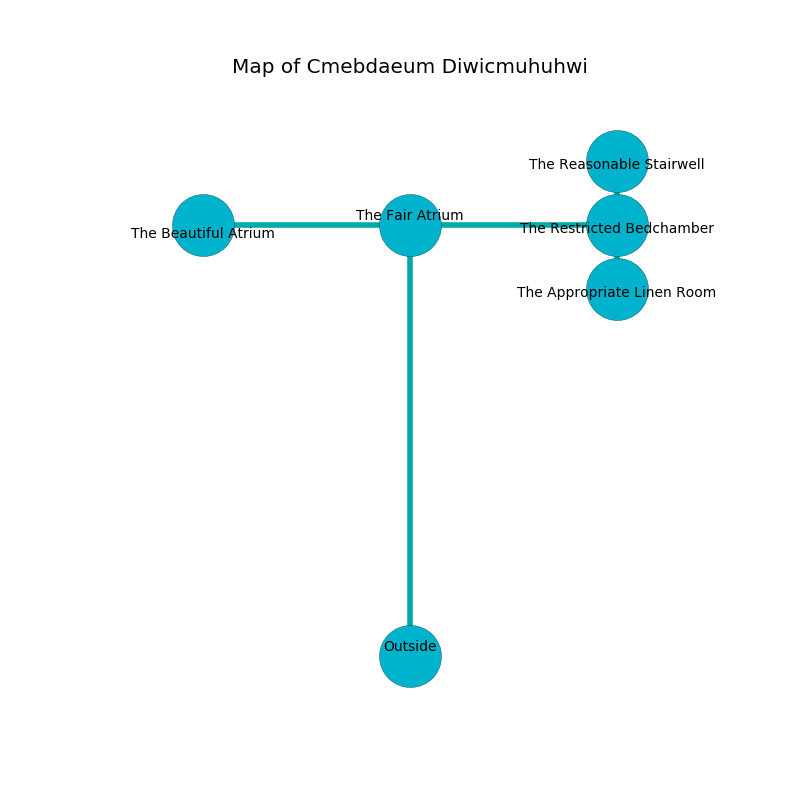 Map of Cmebdaeum Diwicmuhuhwi
The Reasonable Stairwell
The Fair Atrium
The Restricted Bedchamber
The Beautiful Atrium
The Appropriate Linen Room
Outside